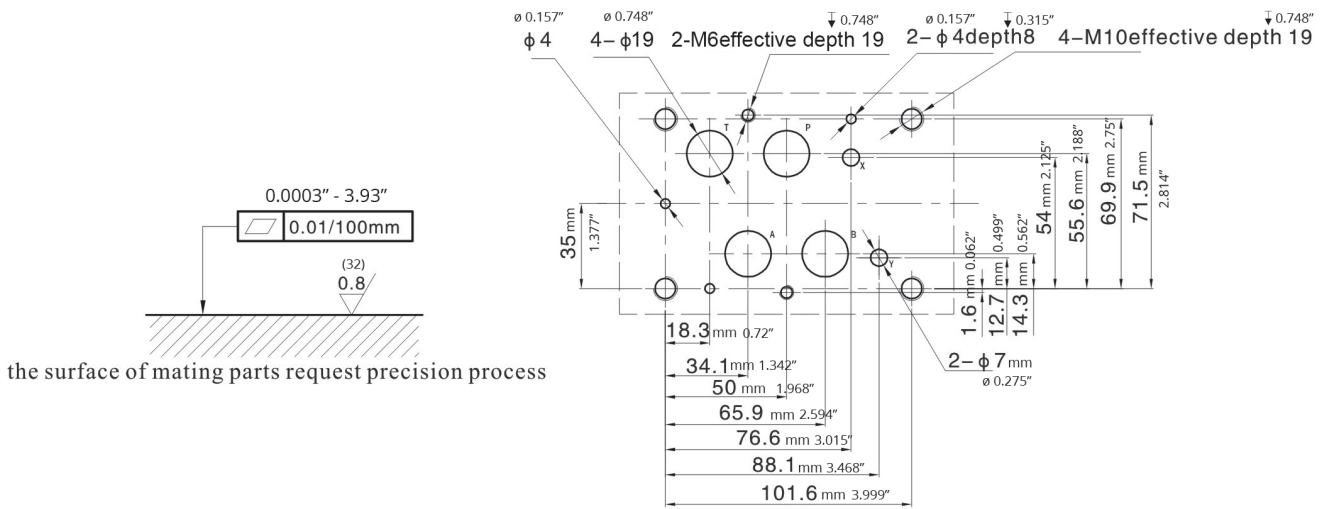 ø 0.157″ ø 0.748″ ↧ 0.748″ ø 0.157″ ↧ 0.315″ ↧ 0.748″
ϕ 4 4– ϕ19 2-M6effective depth 19 2– ϕ 4depth8 4–M10effective depth 19
T P X
A B Y
0.0003″ - 3.93″
0.01/100mm
(32)
0.8
the surface of mating parts request precision process
35 mm 1.377″
1.6 mm 0.062″
12.7 mm 0.499″
14.3 mm 0.562″
54 mm 2.125″
55.6 mm 2.188″
69.9 mm 2.75″
71.5 mm 2.814″
18.3 mm 0.72″
34.1 mm 1.342″
50 mm 1.968″
65.9 mm 2.594″
76.6 mm 3.015″
88.1 mm 3.468″
101.6 mm 3.999″
2– ϕ 7 mm
ø 0.275″